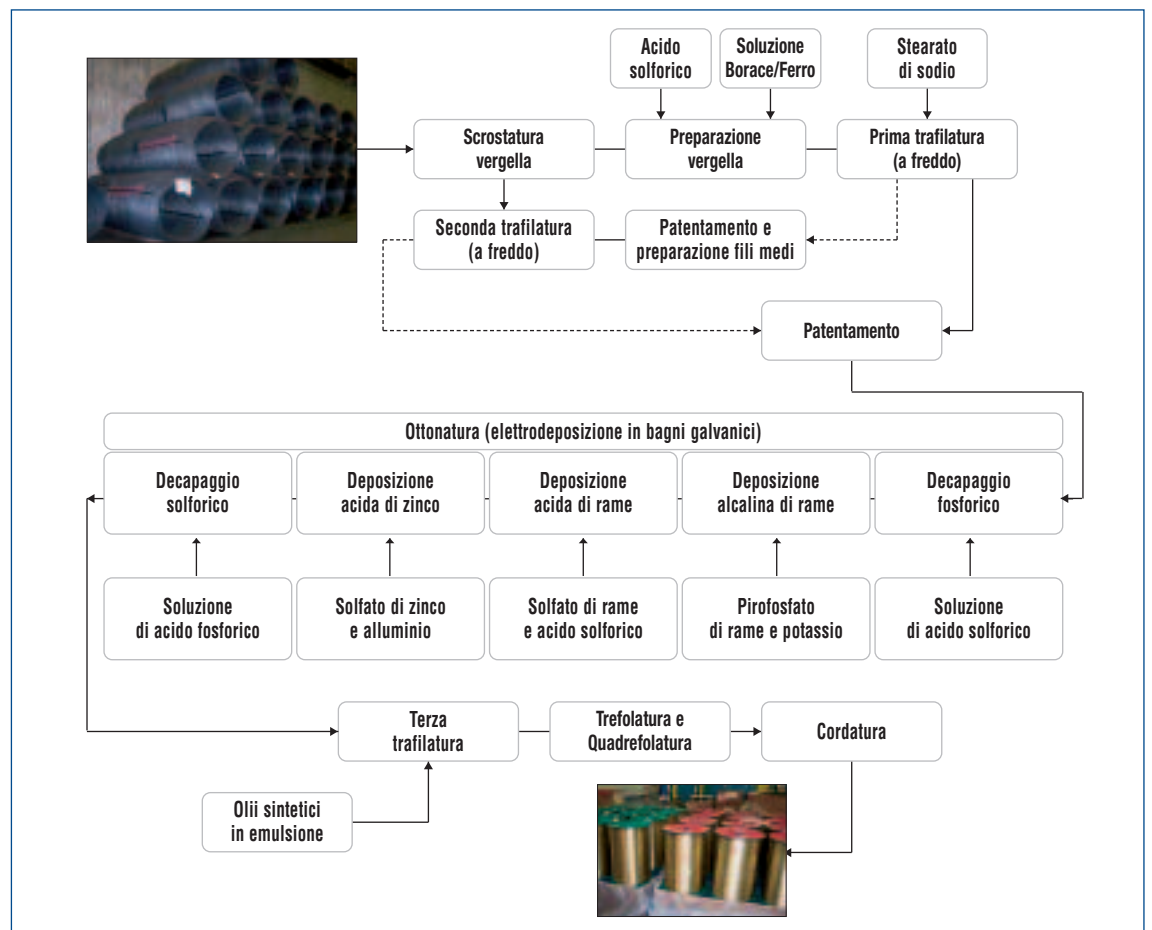 Acido
solforico
Soluzione
Borace/Ferro
Stearato
di sodio
Scrostatura
vergella
Preparazione
vergella
Prima trafilatura
(a freddo)
Seconda trafilatura
(a freddo)
Patentamento e
preparazione fili medi
Patentamento
Ottonatura (elettrodeposizione in bagni galvanici)
Decapaggio
solforico
Deposizione
acida di zinco
Deposizione
acida di rame
Deposizione
alcalina di rame
Decapaggio
fosforico
Soluzione
di acido fosforico
Solfato di zinco
e alluminio
Solfato di rame
e acido solforico
Pirofosfato
di rame e potassio
Soluzione
di acido solforico
Terza
trafilatura
Trefolatura e
Quadrefolatura
Cordatura
Olii sintetici
in emulsione